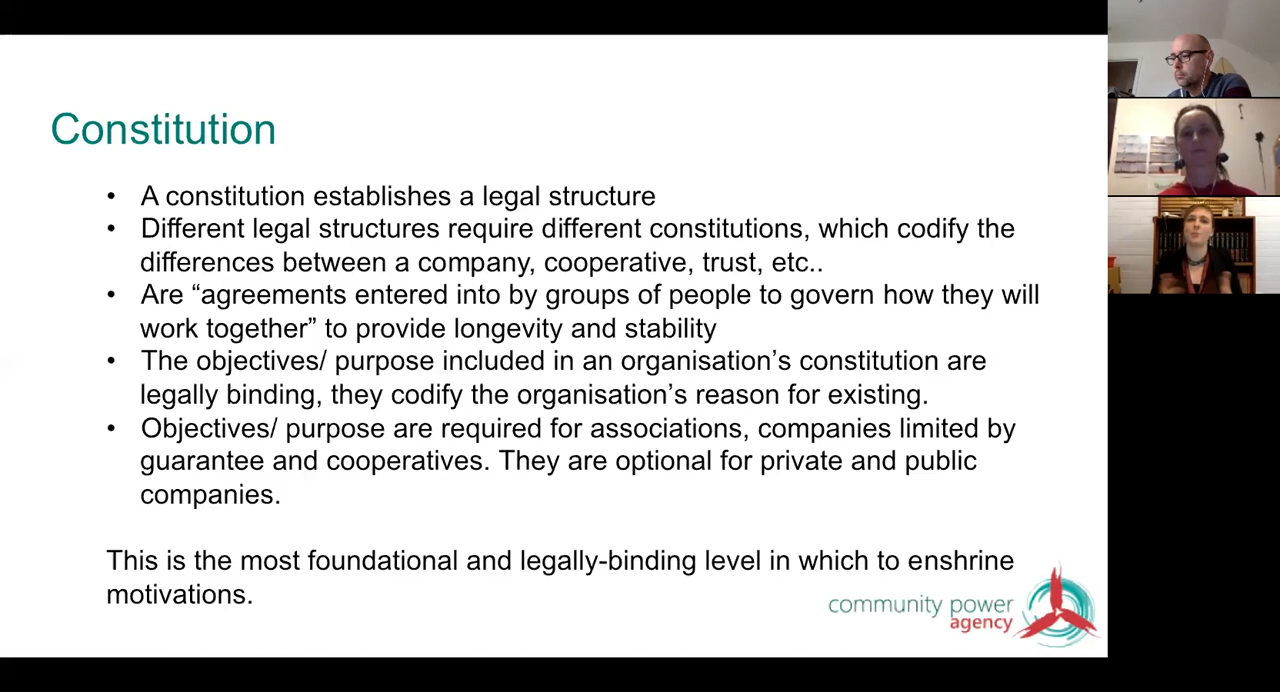 Constitution
• A constitution establishes a legal structure
• Different legal structures require different constitutions, which codify the
differences between a company, cooperative, trust, etc..
• Are “agreements entered into by groups of people to govern how they will
work together” to provide longevity and stability
• The objectives/ purpose included in an organisation’s constitution are
legally binding, they codify the organisation’s reason for existing.
• Objectives/ purpose are required for associations, companies limited by
guarantee and cooperatives. They are optional for private and public
companies.
This is the most foundational and legally-binding level in which to enshrine
motivations.
community power
agency